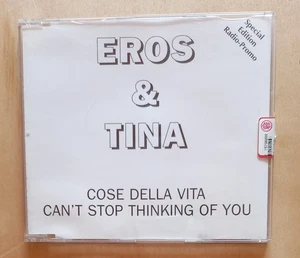 Special
Edition
Radio-Promo
EROS
&
TINA
COSE DELLA VITA
CAN'T STOP THINKING OF YOU